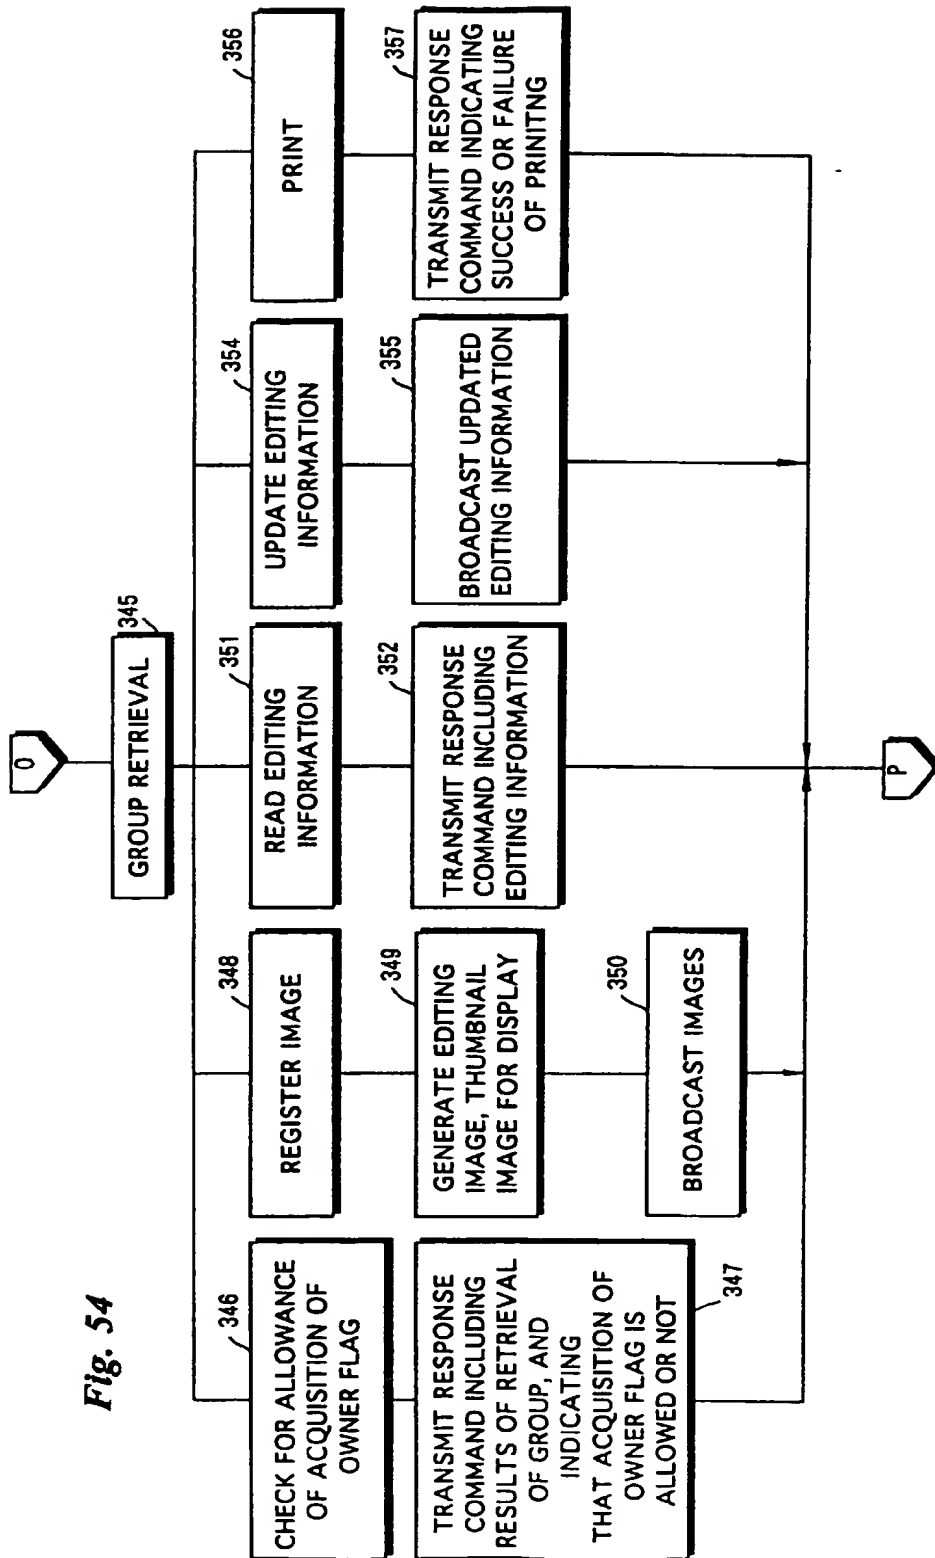 Fig. 54
O
GROUP RETRIEVAL
345
346
CHECK FOR ALLOWANCE
OF ACQUISITION OF
OWNER FLAG
TRANSMIT RESPONSE
COMMAND INCLUDING
RESULTS OF RETRIEVAL
OF GROUP, AND
INDICATING
THAT ACQUISITION OF
OWNER FLAG IS
ALLOWED OR NOT
347
348
REGISTER IMAGE
349
GENERATE EDITING
IMAGE, THUMBNAIL
IMAGE FOR DISPLAY
350
BROADCAST IMAGES
351
READ EDITING
INFORMATION
352
TRANSMIT RESPONSE
COMMAND INCLUDING
EDITING INFORMATION
354
UPDATE EDITING
INFORMATION
355
BROADCAST UPDATED
EDITING INFORMATION
356
PRINT
357
TRANSMIT RESPONSE
COMMAND INDICATING
SUCCESS OR FAILURE
OF PRINITNG
P